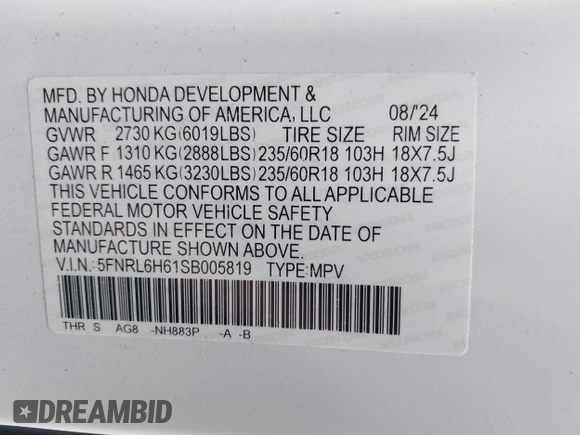 MFD. BY HONDA DEVELOPMENT &
MANUFACTURING OF AMERICA, LLC 08/'24
GVWR 2730 KG(6019LBS) TIRE SIZE RIM SIZE
GAWR F 1310 KG(2888LBS) 235/60R18 103H 18X7.5J
GAWR R 1465 KG(3230LBS) 235/60R18 103H 18X7.5J
THIS VEHICLE CONFORMS TO ALL APPLICABLE
FEDERAL MOTOR VEHICLE SAFETY
STANDARDS IN EFFECT ON THE DATE OF
MANUFACTURE SHOWN ABOVE.
V.I.N.: 5FNRL6H61SB005819 TYPE:MPV
THR S AG8 -NH883P -A -B
DREAMBID